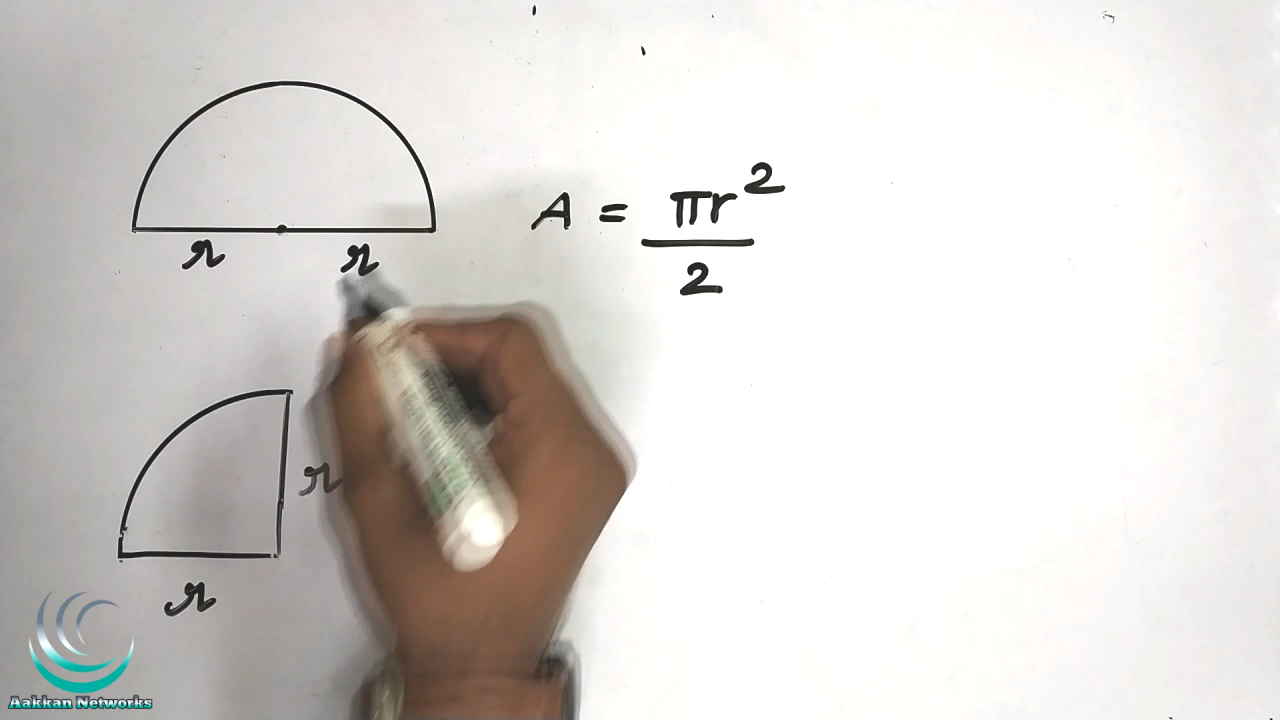 r r
A = πr²
2
r
r
Aakkan Networks